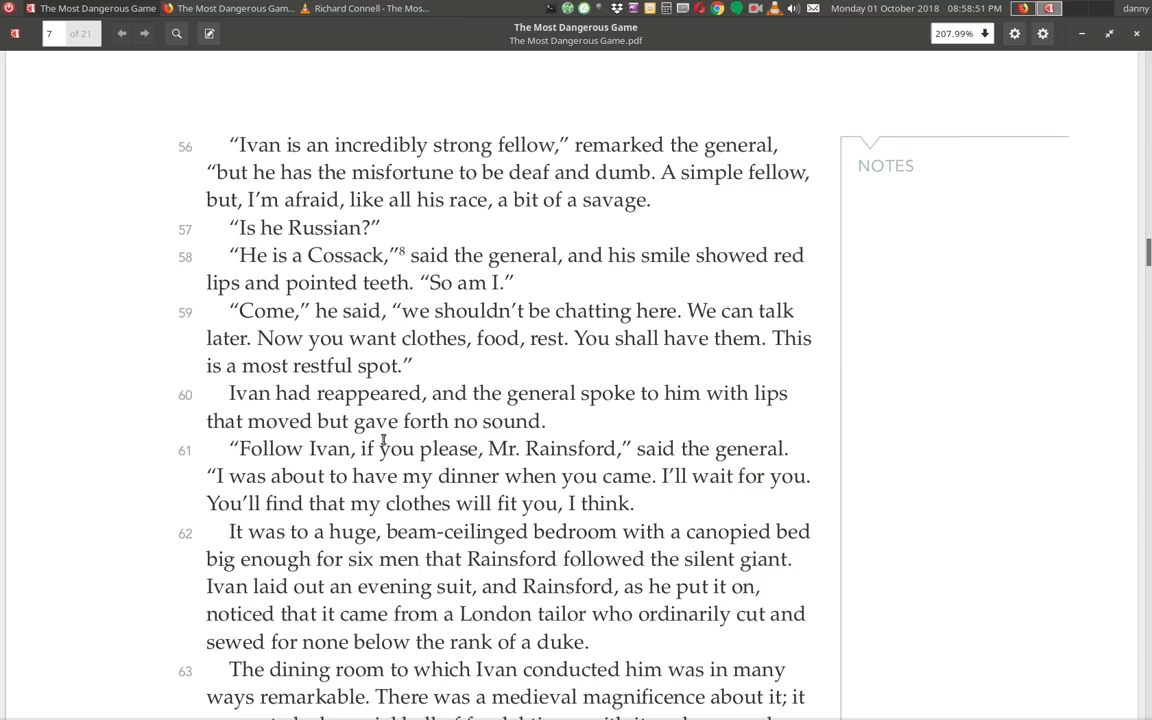 The Most Dangerous Game
The Most Dangerous Gam...
Richard Connell - The Mos...
Monday 01 October 2018
08:58:51 PM
danny
7 of 21
The Most Dangerous Game
The Most Dangerous Game.pdf
207.99%
56 “Ivan is an incredibly strong fellow,” remarked the general,
“but he has the misfortune to be deaf and dumb. A simple fellow,
but, I’m afraid, like all his race, a bit of a savage.
57 “Is he Russian?”
58 “He is a Cossack,”8 said the general, and his smile showed red
lips and pointed teeth. “So am I.”
59 “Come,” he said, “we shouldn’t be chatting here. We can talk
later. Now you want clothes, food, rest. You shall have them. This
is a most restful spot.”
60 Ivan had reappeared, and the general spoke to him with lips
that moved but gave forth no sound.
61 “Follow Ivan, if you please, Mr. Rainsford,” said the general.
“I was about to have my dinner when you came. I’ll wait for you.
You’ll find that my clothes will fit you, I think.
62 It was to a huge, beam-ceilinged bedroom with a canopied bed
big enough for six men that Rainsford followed the silent giant.
Ivan laid out an evening suit, and Rainsford, as he put it on,
noticed that it came from a London tailor who ordinarily cut and
sewed for none below the rank of a duke.
63 The dining room to which Ivan conducted him was in many
ways remarkable. There was a medieval magnificence about it; it
NOTES